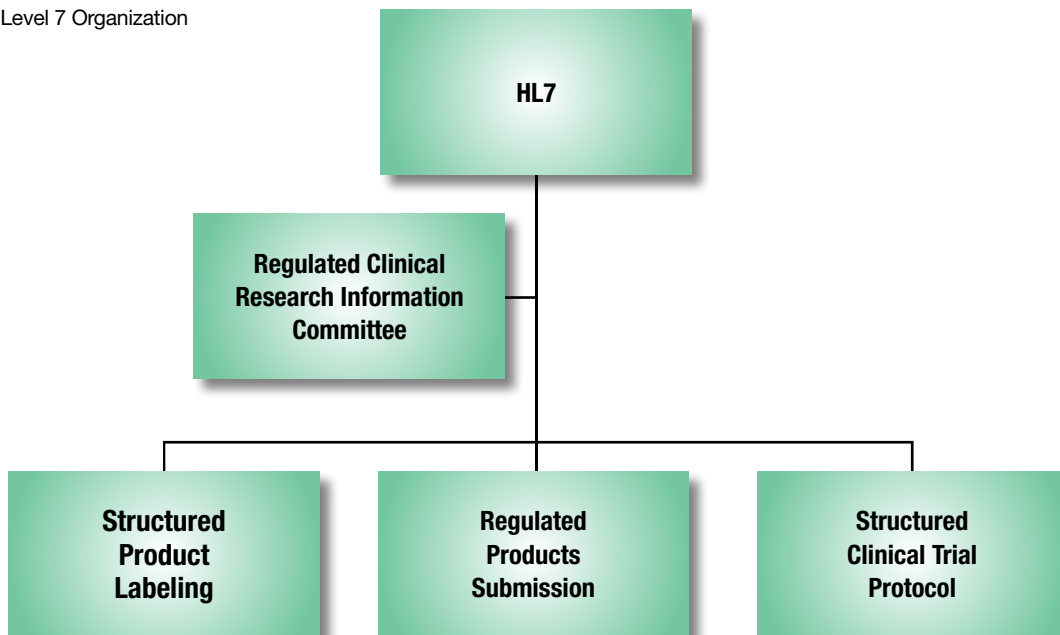 Level 7 Organization
HL7
Regulated Clinical
Research Information
Committee
Structured
Product
Labeling
Regulated
Products
Submission
Structured
Clinical Trial
Protocol